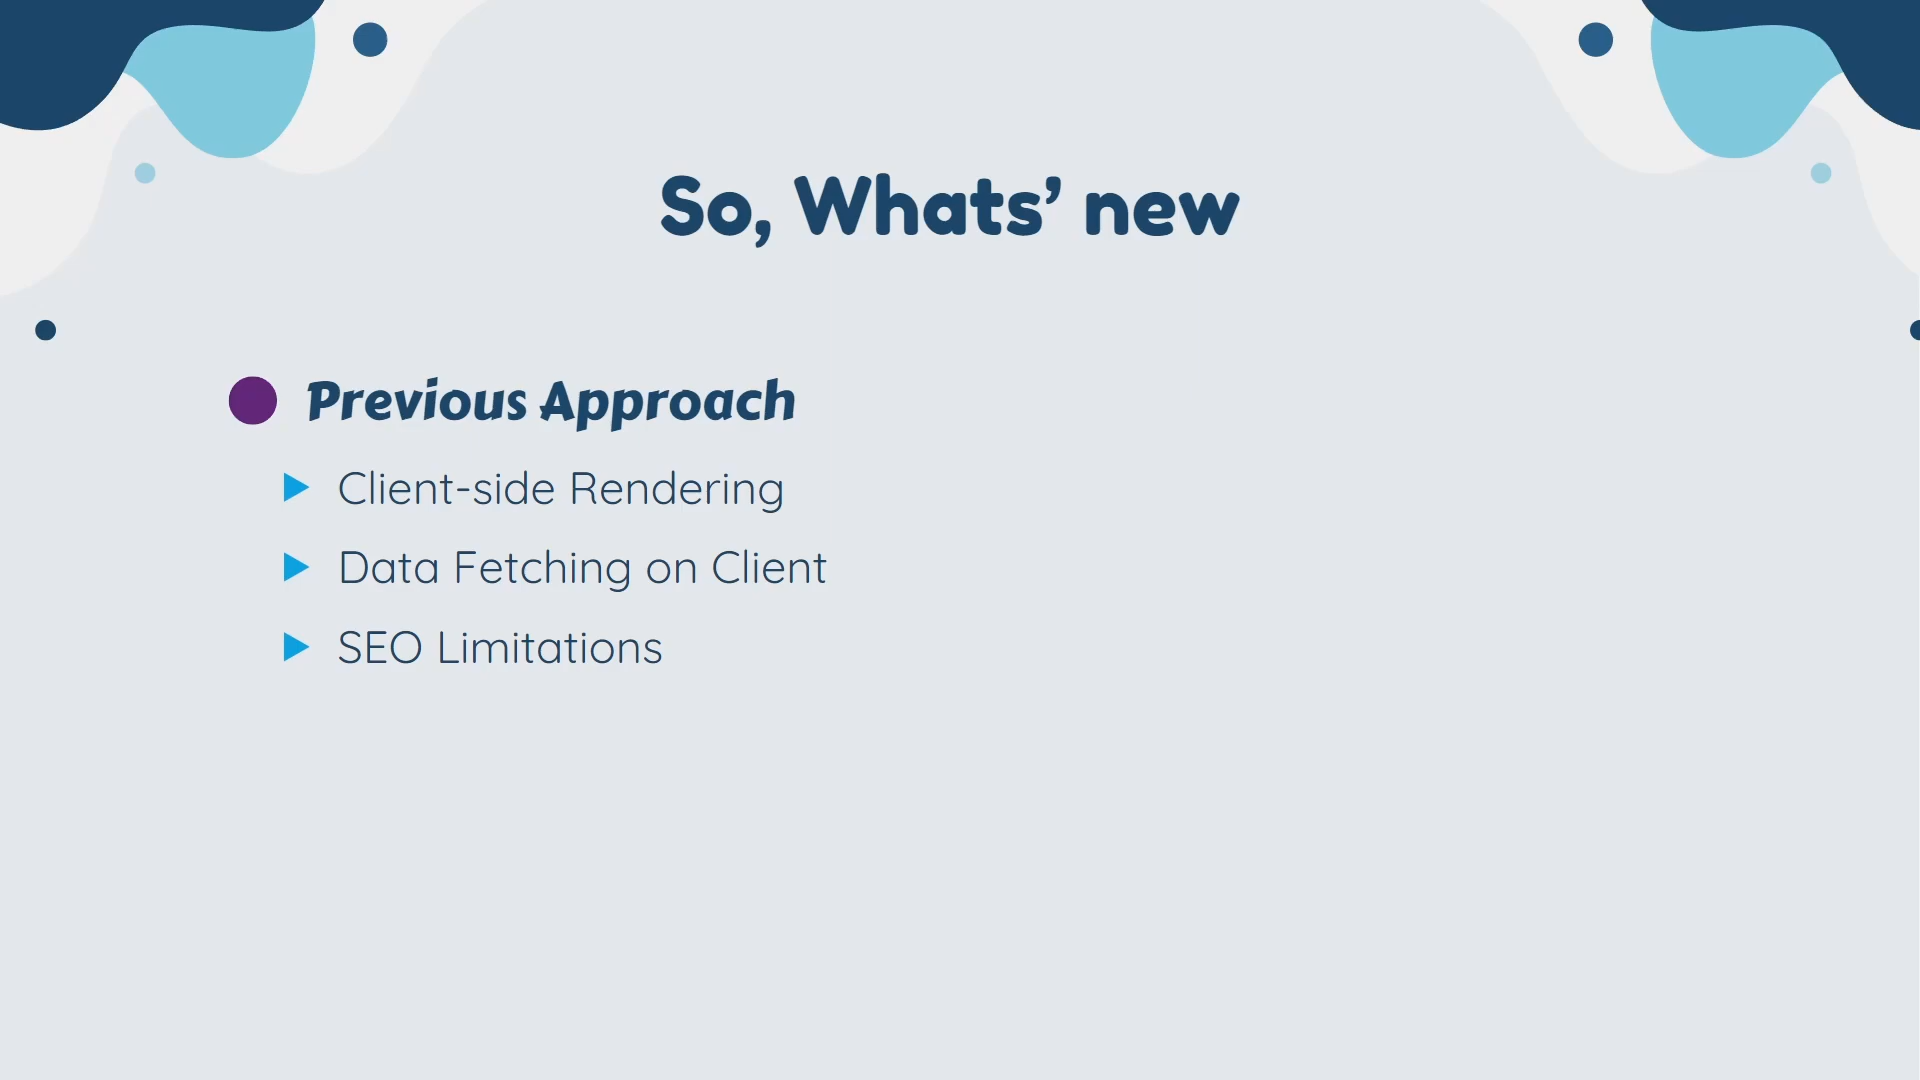 So, Whats’ new
Previous Approach
Client-side Rendering
Data Fetching on Client
SEO Limitations